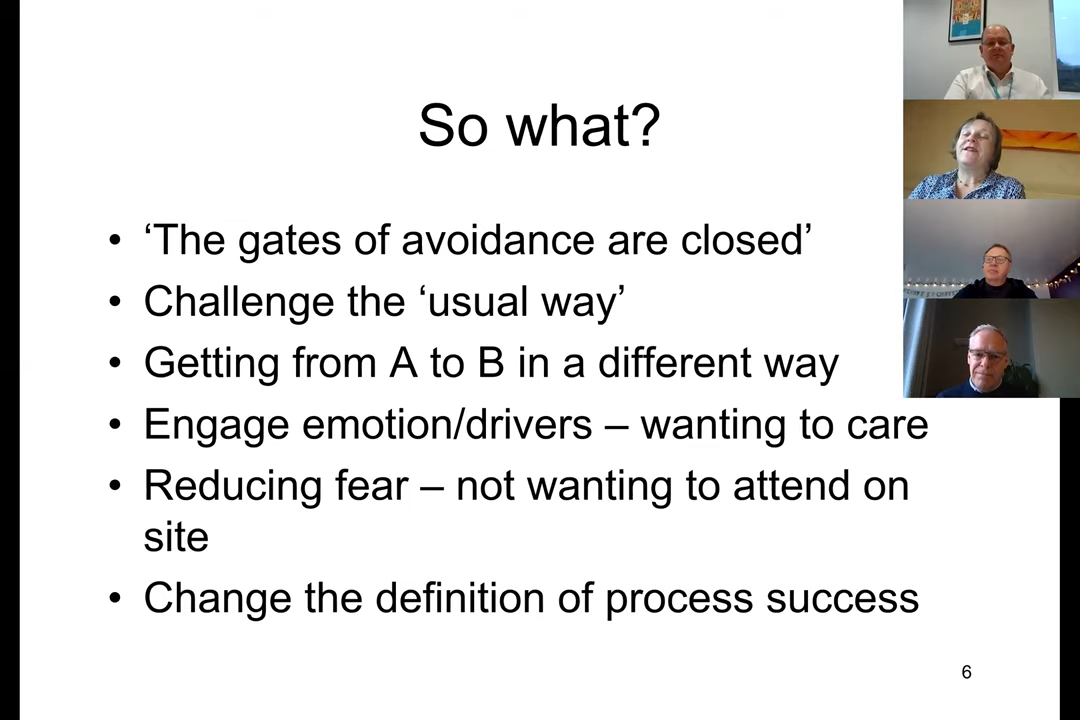 So what?
• ‘The gates of avoidance are closed’
• Challenge the ‘usual way’
• Getting from A to B in a different way
• Engage emotion/drivers – wanting to care
• Reducing fear – not wanting to attend on
site
• Change the definition of process success
6